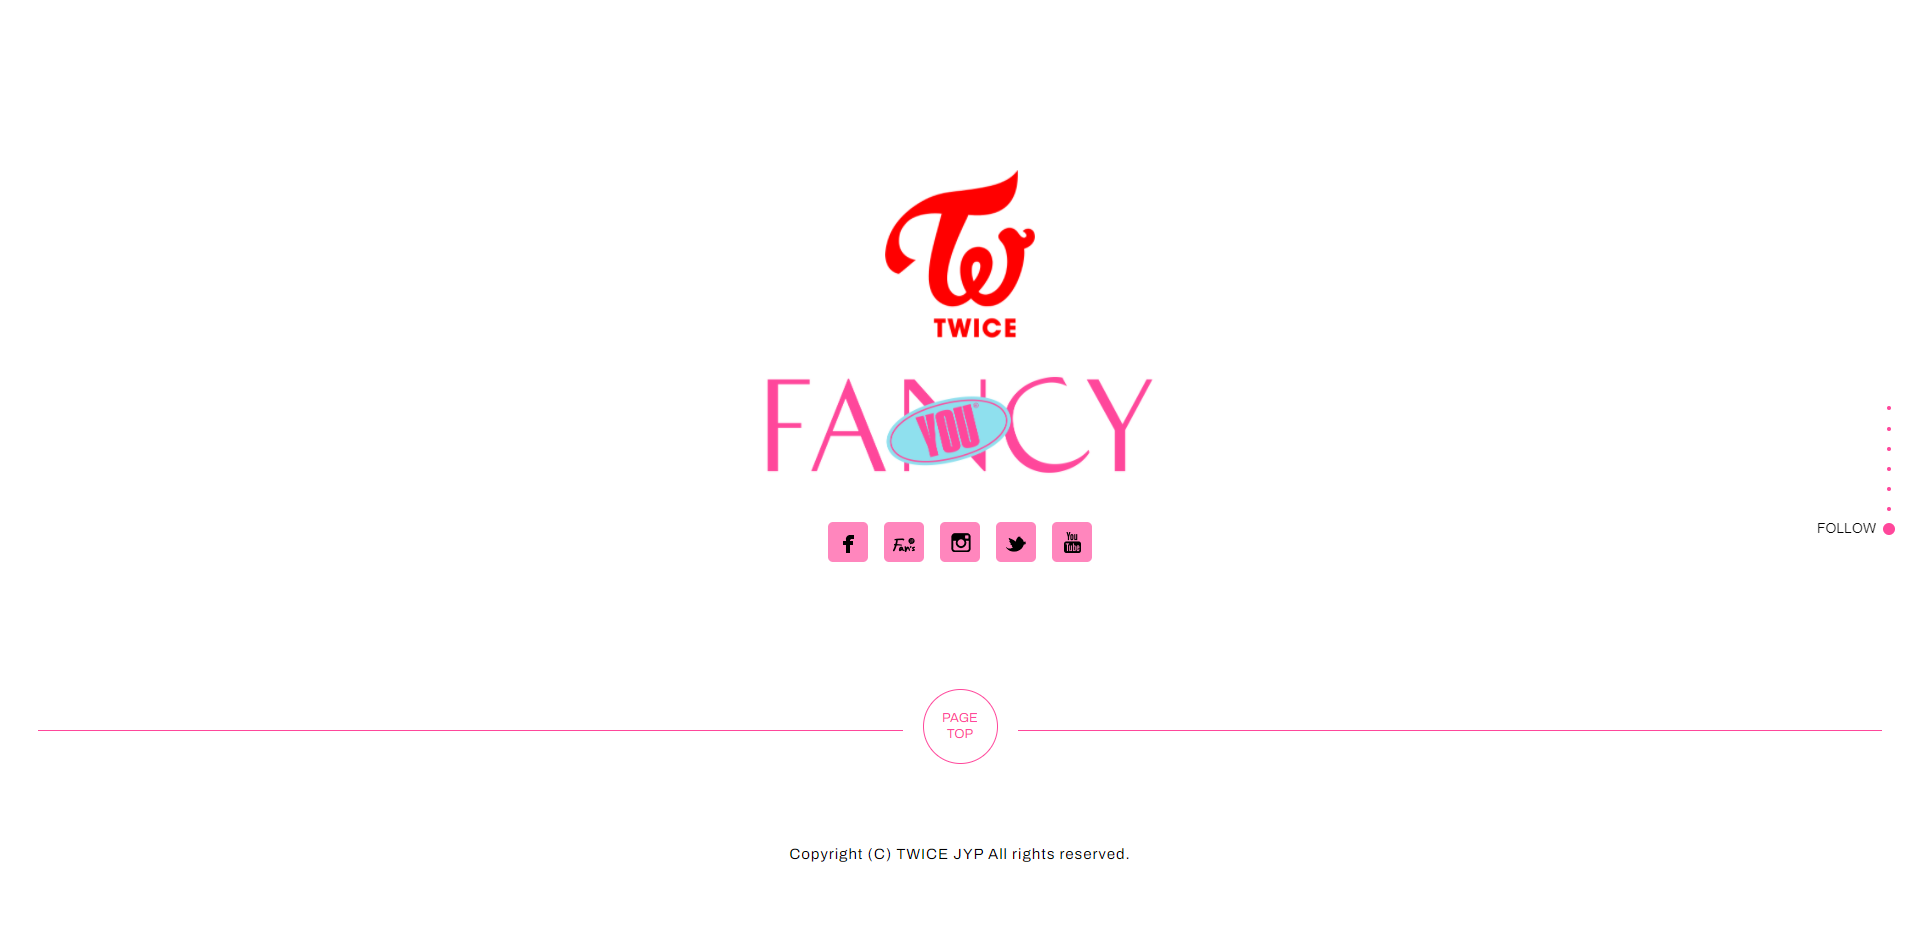 TWICE
FANCY
YOU
Fan's
You
Tube
FOLLOW
PAGE
TOP
Copyright (C) TWICE JYP All rights reserved.